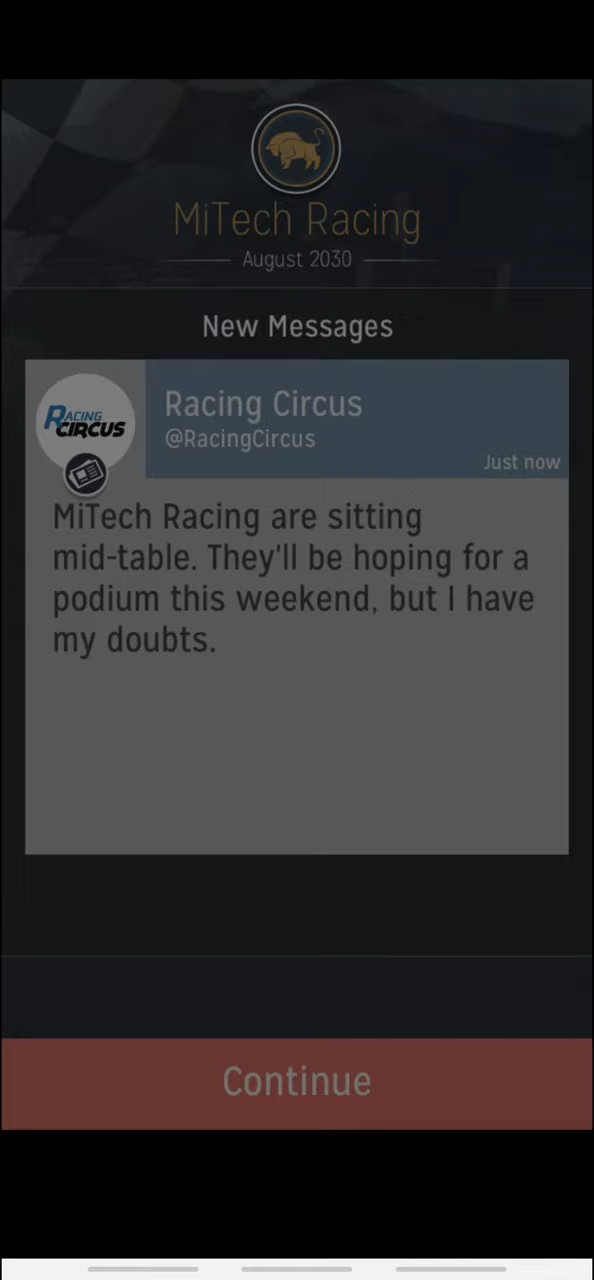 MiTech Racing
August 2030
New Messages
RACING
CIRCUS
Racing Circus
@RacingCircus
Just now
MiTech Racing are sitting
mid-table. They'll be hoping for a
podium this weekend, but I have
my doubts.
Continue